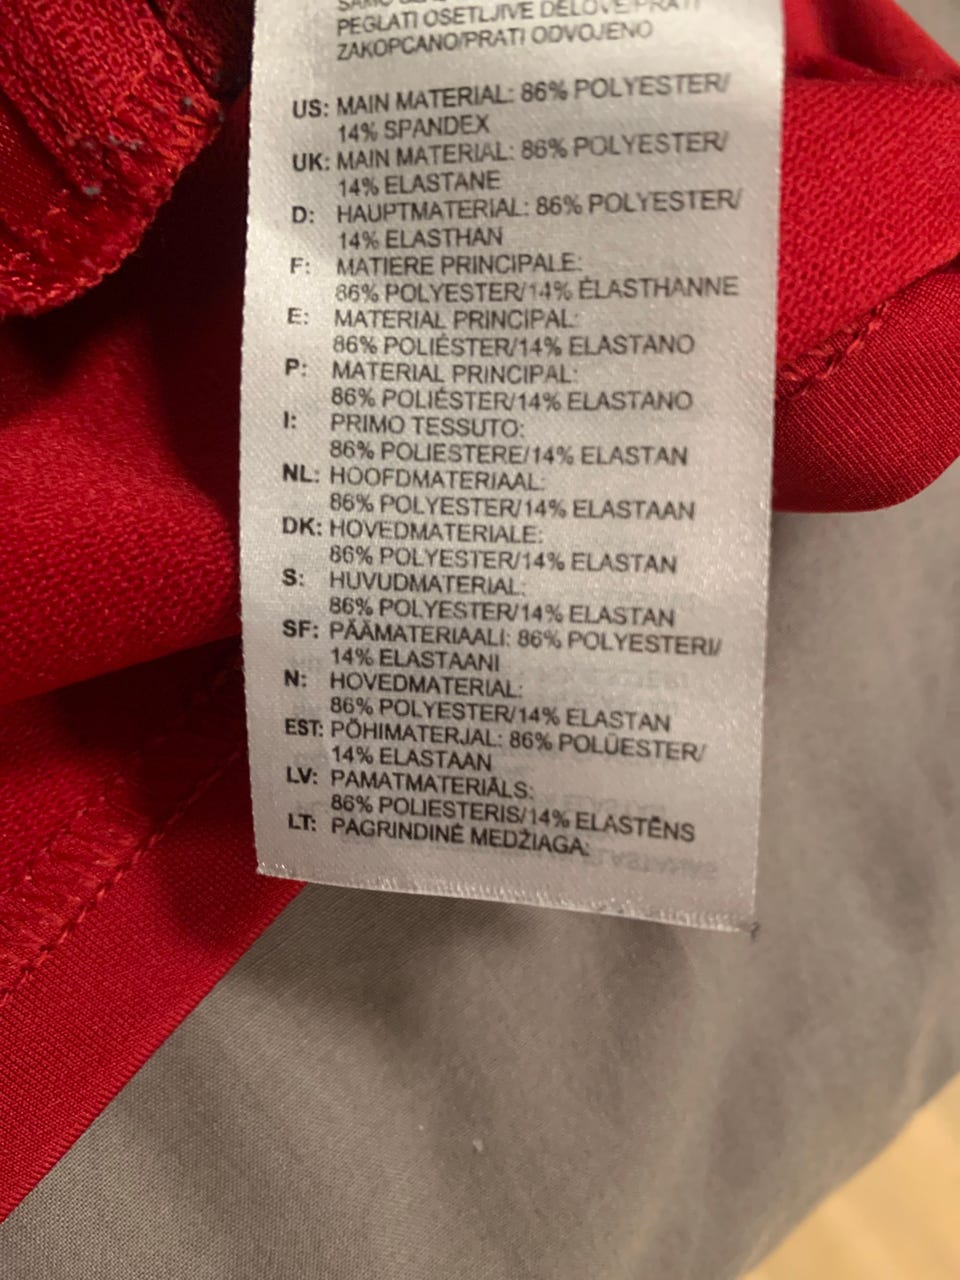 PEGLATI OSETLJIVE DELOVE/PRATI
ZAKOPCANO/PRATI ODVOJENO
US: MAIN MATERIAL: 86% POLYESTER/
14% SPANDEX
UK: MAIN MATERIAL: 86% POLYESTER/
14% ELASTANE
D: HAUPTMATERIAL: 86% POLYESTER/
14% ELASTHAN
F: MATIERE PRINCIPALE:
86% POLYESTER/14% ÉLASTHANNE
E: MATERIAL PRINCIPAL:
86% POLIÉSTER/14% ELASTANO
P: MATERIAL PRINCIPAL:
86% POLIÉSTER/14% ELASTANO
I: PRIMO TESSUTO:
86% POLIESTERE/14% ELASTAN
NL: HOOFDMATERIAAL:
86% POLYESTER/14% ELASTAAN
DK: HOVEDMATERIALE:
86% POLYESTER/14% ELASTAN
S: HUVUDMATERIAL:
86% POLYESTER/14% ELASTAN
SF: PÄÄMATERIAALI: 86% POLYESTERI/
14% ELASTAANI
N: HOVEDMATERIAL:
86% POLYESTER/14% ELASTAN
EST: PÕHIMATERJAL: 86% POLÜESTER/
14% ELASTAAN
LV: PAMATMATERIĀLS:
86% POLIESTERIS/14% ELASTĒNS
LT: PAGRINDINĖ MEDŽIAGA: